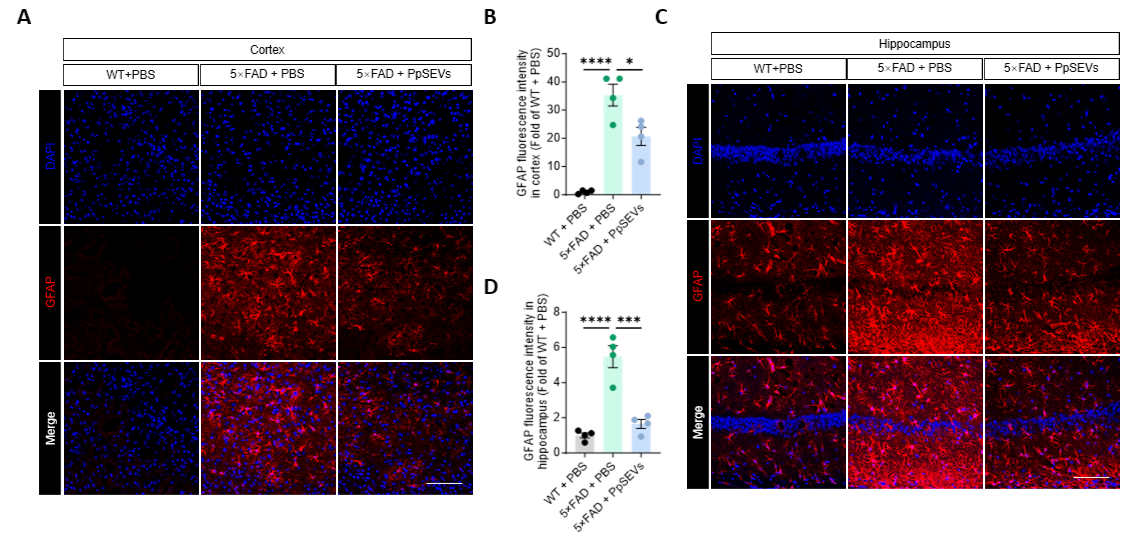 A
Cortex
WT+PBS
5×FAD + PBS
5×FAD + PpSEVs
DAPI
GFAP
Merge
B
GFAP fluorescence intensity
in cortex (Fold of WT + PBS)
50
40
30
20
10
0
**** *
WT + PBS
5×FAD + PBS
5×FAD + PpSEVs
C
Hippocampus
WT+PBS
5×FAD + PBS
5×FAD + PpSEVs
DAPI
GFAP
Merge
D
GFAP fluorescence intensity in
hippocampus (Fold of WT + PBS)
8
6
4
2
0
**** ***
WT + PBS
5×FAD + PBS
5×FAD + PpSEVs